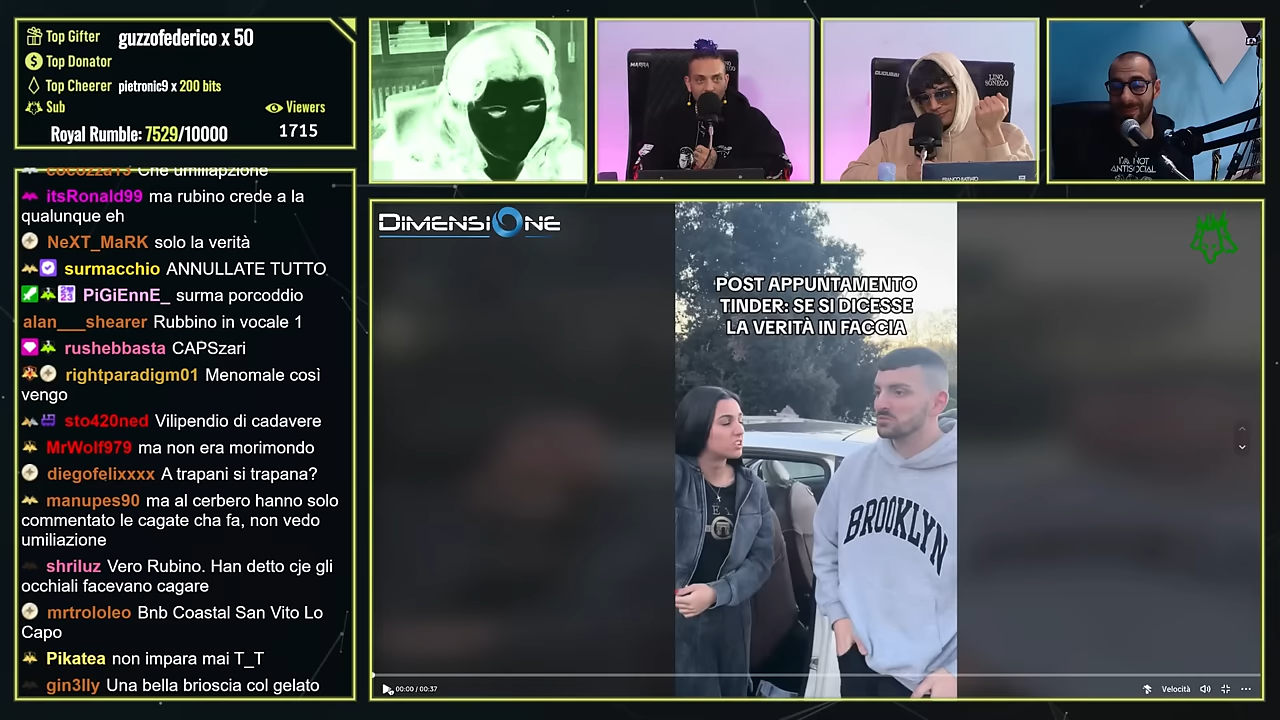 Top Gifter guzzofederico x 50
Top Donator
Top Cheerer pietronic9 x 200 bits
Sub
Viewers
Royal Rumble: 7529/10000
1715
Che umiliapzione
itsRonald99 ma rubino crede a la
qualunque eh
NeXT_MaRK solo la verità
surmacchio ANNULLATE TUTTO
PiGiEnnE_ surma porcoddio
alan___shearer Rubbino in vocale 1
rushebbasta CAPSzari
rightparadigm01 Menomale così
vengo
sto420ned Vilipendio di cadavere
MrWolf979 ma non era morimondo
diegofelixxxx A trapani si trapana?
manupes90 ma al cerbero hanno solo
commentato le cagate cha fa, non vedo
umiliazione
shriluz Vero Rubino. Han detto cje gli
occhiali facevano cagare
mrtrololeo Bnb Coastal San Vito Lo
Capo
Pikatea non impara mai T_T
gin3lly Una bella brioscia col gelato
MARRA
LINO
SONEGO
I'M NOT
ANTISOCIAL
DIMENSIONE
POST APPUNTAMENTO
TINDER: SE SI DICESSE
LA VERITÀ IN FACCIA
BROOKLYN
00:00 / 00:37
Velocità